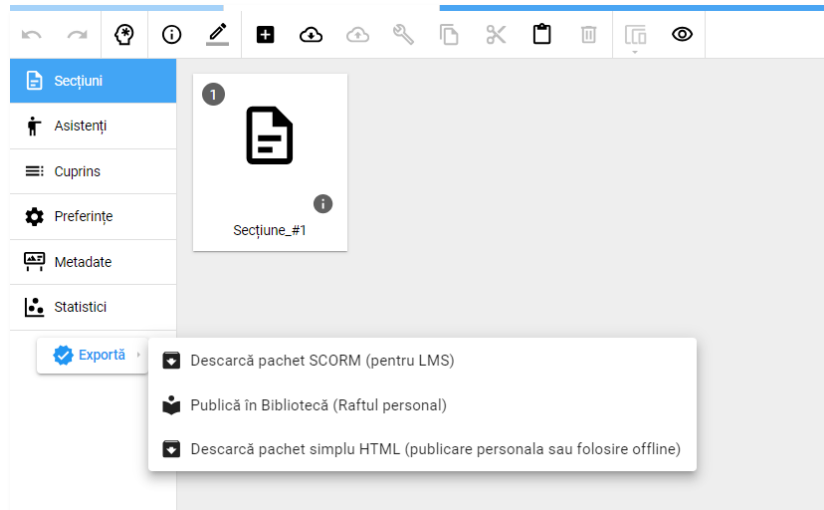 Secțiuni
Asistenți
Cuprins
Preferințe
Metadate
Statistici
Exportă
1
Secțiune_#1
Descarcă pachet SCORM (pentru LMS)
Publică în Bibliotecă (Raftul personal)
Descarcă pachet simplu HTML (publicare personala sau folosire offline)